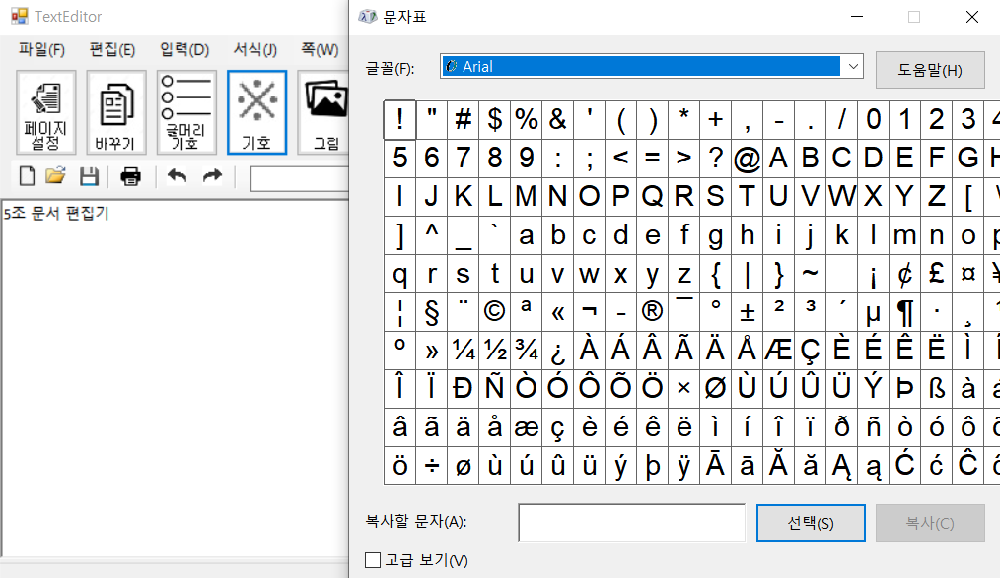 TextEditor
파일(F) 편집(E) 입력(D) 서식(J) 쪽(W)
페이지 설정
바꾸기
글머리 기호
기호
그림
5조 문서 편집기
문자표
글꼴(F): Arial 도움말(H)
! " # $ % & ' ( ) * + , - . / 0 1 2 3 4
5 6 7 8 9 : ; < = > ? @ A B C D E F G H
I J K L M N O P Q R S T U V W X Y Z [ \
] ^ _ ` a b c d e f g h i j k l m n o p
q r s t u v w x y z { | } ~ ¡ ¢ £ ¤ ¥
¦ § ¨ © ª « ¬ - ® ¯ ° ± ² ³ ´ µ ¶ · ¸
º » ¼ ½ ¾ ¿ À Á Â Ã Ä Å Æ Ç È É Ê Ë Ì
Î Ï Ð Ñ Ò Ó Ô Õ Ö × Ø Ù Ú Û Ü Ý Þ ß à
â ã ä å æ ç è é ê ë ì í î ï ð ñ ò ó ô
ö ÷ ø ù ú û ü ý þ ÿ Ā ā Ă ă Ą ą Ć ć Ĉ
복사할 문자(A): 선택(S) 복사(C)
고급 보기(V)